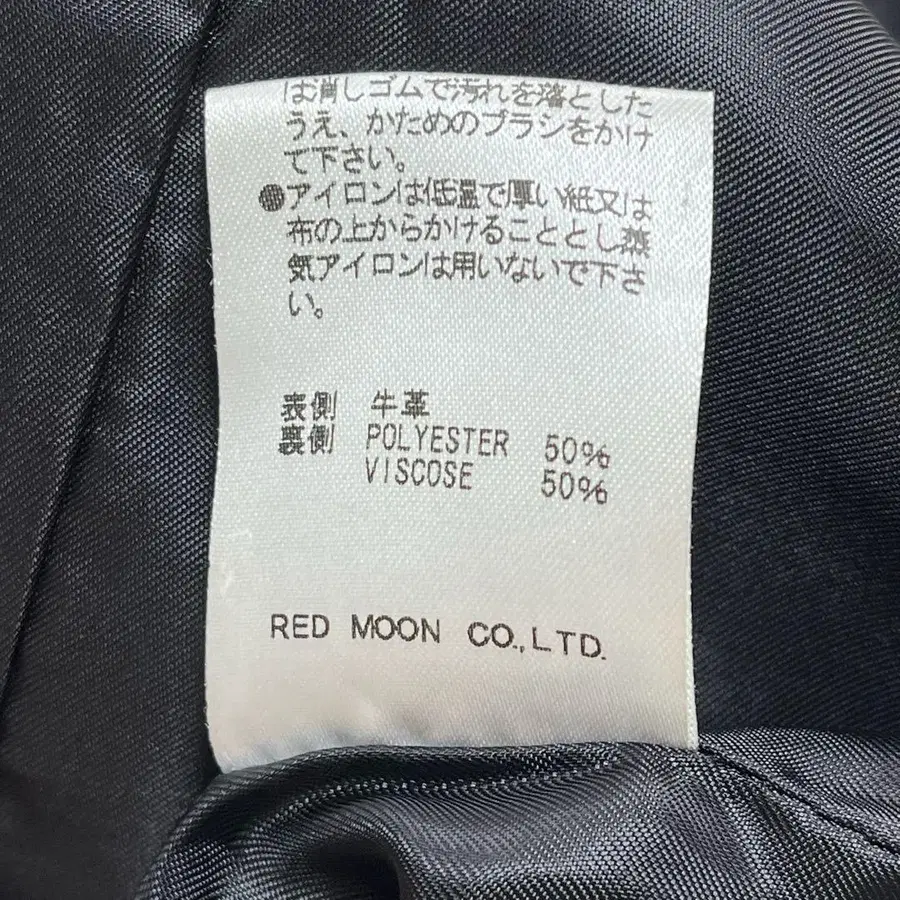 は消しゴムで汚れを落とした
うえ、かためのブラシをかけ
て下さい。
●アイロンは低温で厚い紙又は
布の上からかけることとし蒸
気アイロンは用いないで下さ
い。
表側 牛革
裏側 POLYESTER 50%
VISCOSE 50%
RED MOON CO.,LTD.